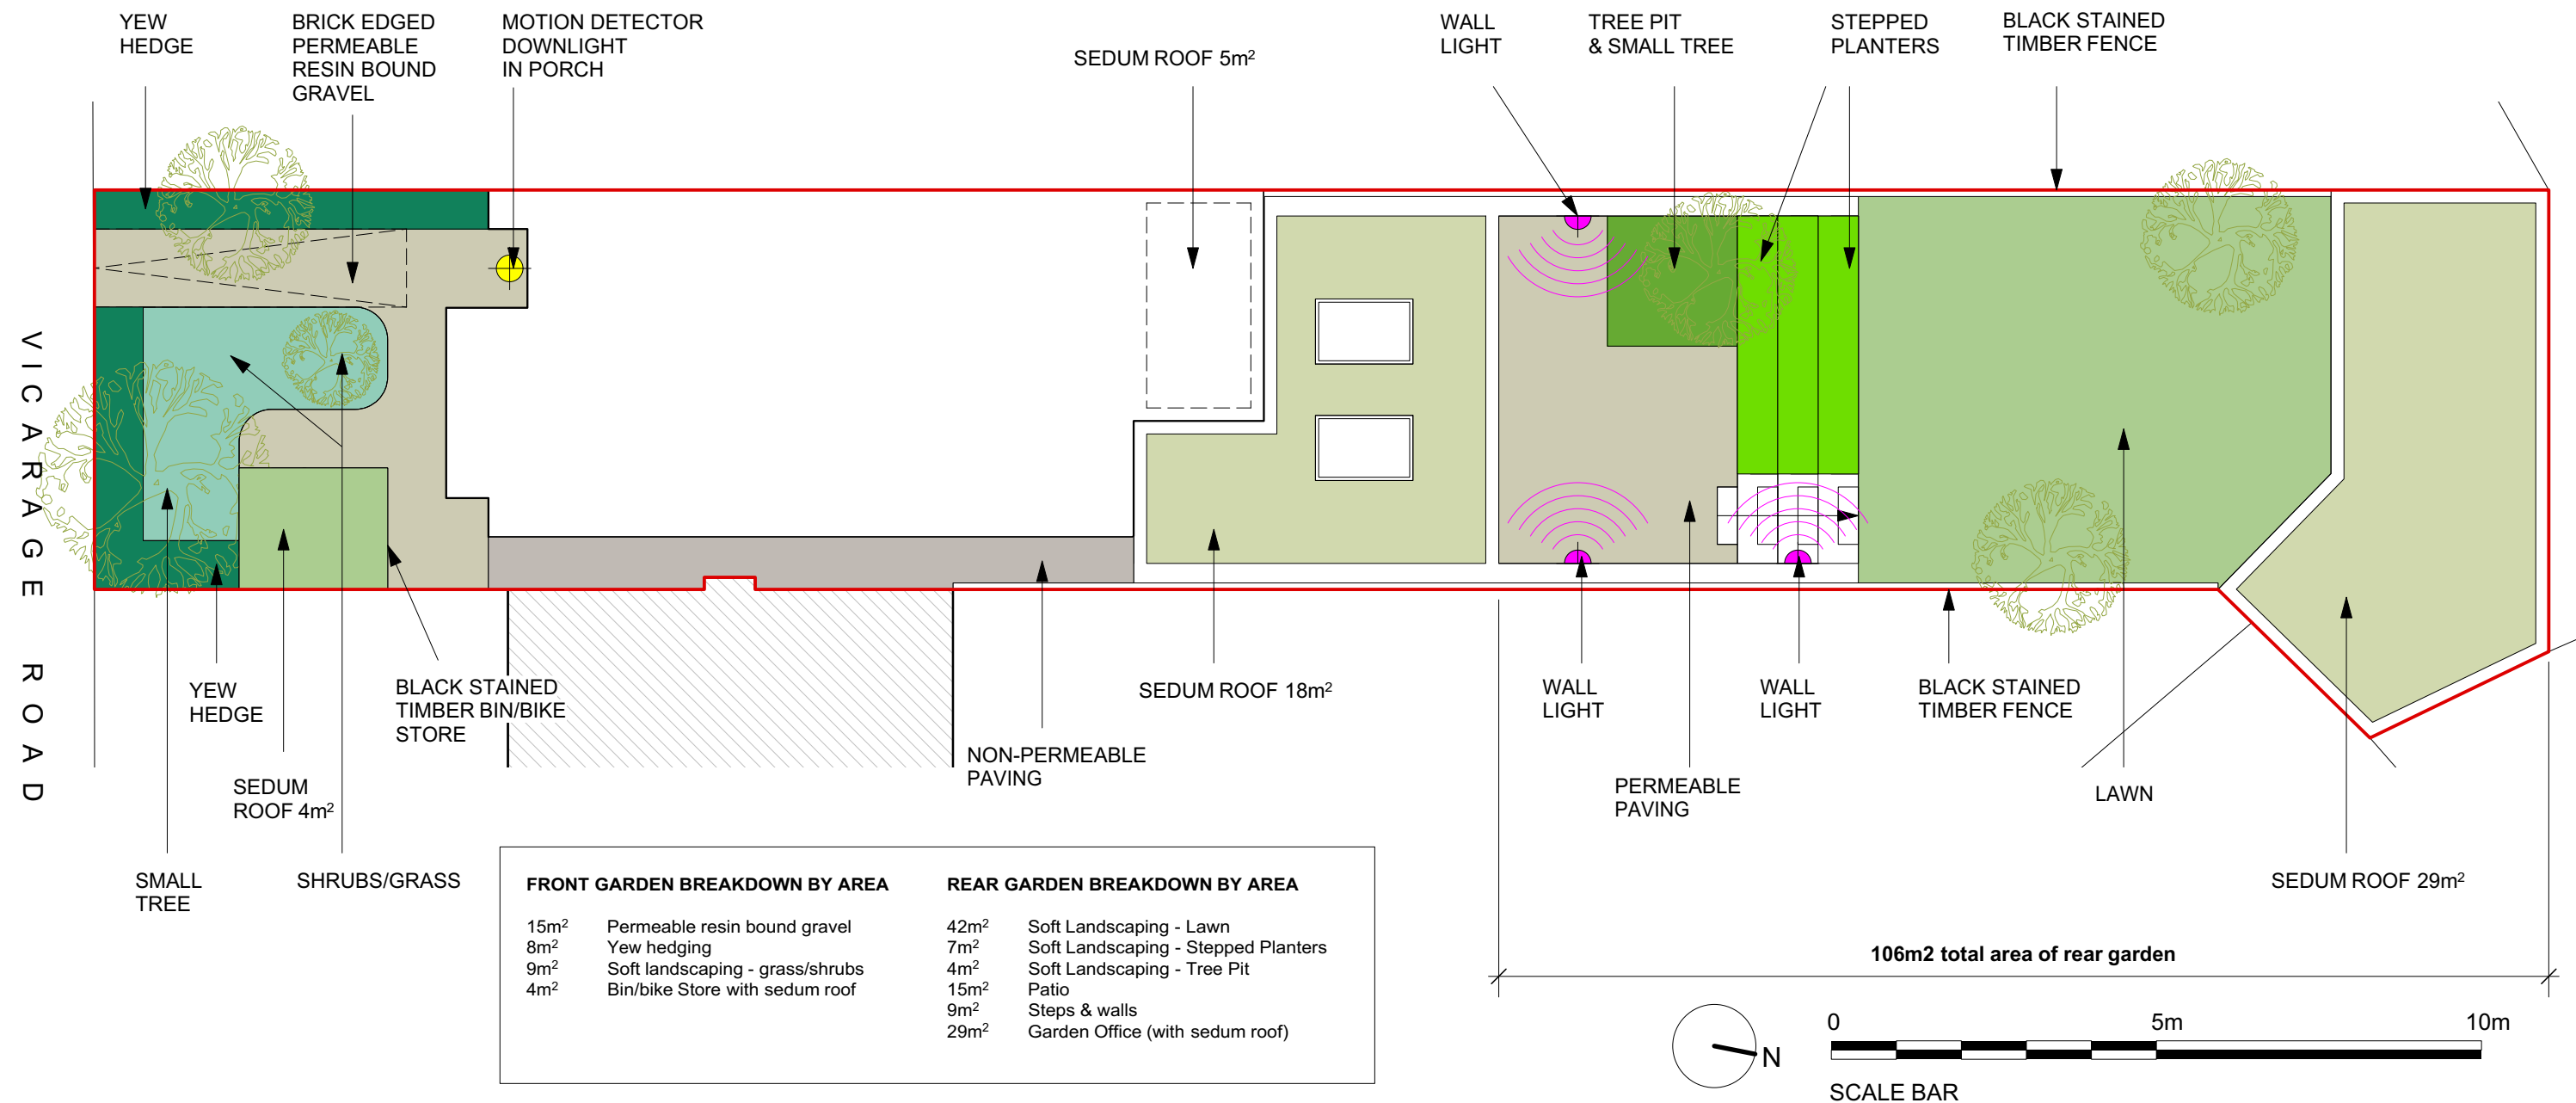 YEW
HEDGE
BRICK EDGED
PERMEABLE
RESIN BOUND
GRAVEL
MOTION DETECTOR
DOWNLIGHT
IN PORCH
SEDUM ROOF 5m²
WALL
LIGHT
TREE PIT
& SMALL TREE
STEPPED
PLANTERS
BLACK STAINED
TIMBER FENCE
VICARAGE ROAD
YEW
HEDGE
BLACK STAINED
TIMBER BIN/BIKE
STORE
SEDUM
ROOF 4m²
SMALL
TREE
SHRUBS/GRASS
NON-PERMEABLE
PAVING
SEDUM ROOF 18m²
WALL
LIGHT
PERMEABLE
PAVING
WALL
LIGHT
BLACK STAINED
TIMBER FENCE
LAWN
SEDUM ROOF 29m²
FRONT GARDEN BREAKDOWN BY AREA
15m² Permeable resin bound gravel
8m² Yew hedging
9m² Soft landscaping - grass/shrubs
4m² Bin/bike Store with sedum roof
REAR GARDEN BREAKDOWN BY AREA
42m² Soft Landscaping - Lawn
7m² Soft Landscaping - Stepped Planters
4m² Soft Landscaping - Tree Pit
15m² Patio
9m² Steps & walls
29m² Garden Office (with sedum roof)
106m2 total area of rear garden
N
0 5m 10m
SCALE BAR